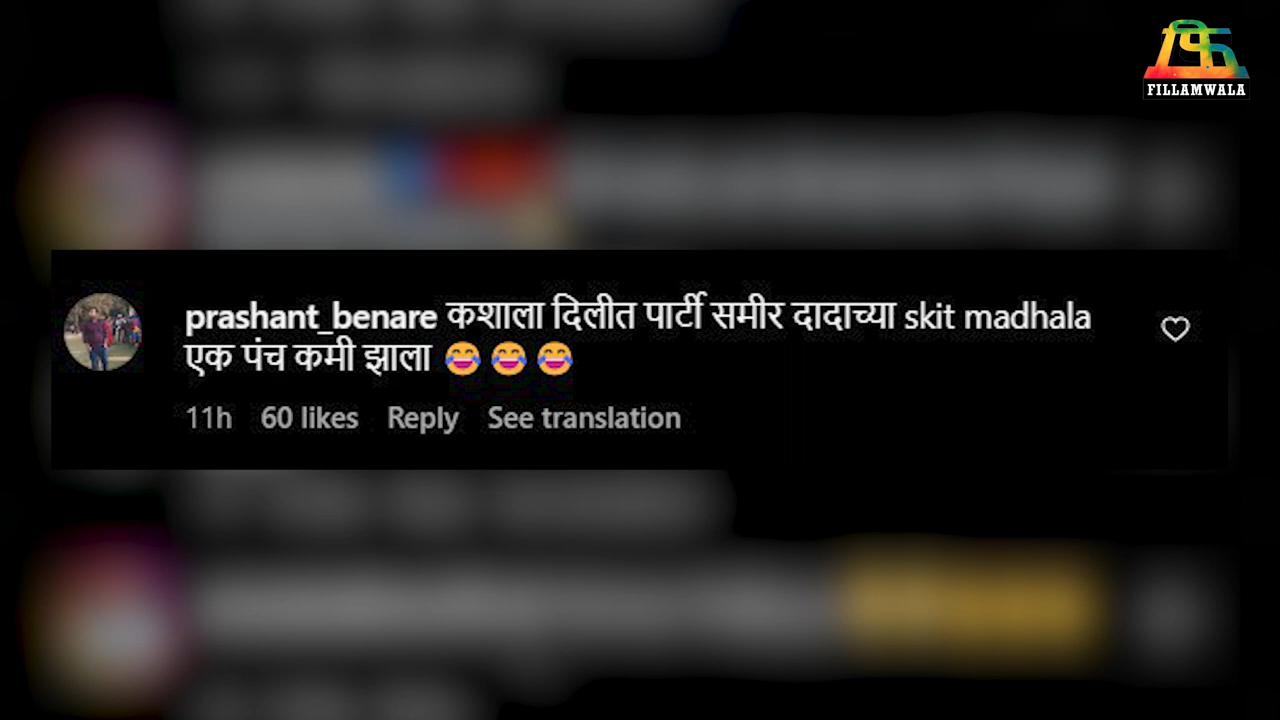 FILLAMWALA
prashant_benare कशाला दिलीत पार्टी समीर दादाच्या skit madhala
एक पंच कमी झाला 😂 😂 😂
11h 60 likes Reply See translation